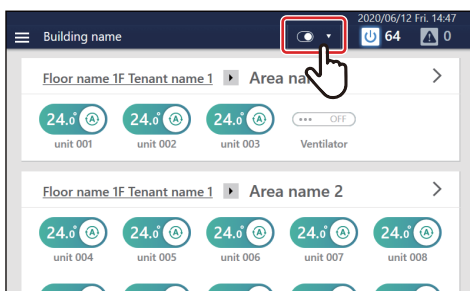 2020/06/12 Fri. 14:47
Building name
64
0
Floor name 1F Tenant name 1 Area
24.0 A 24.0 A 24.0 A OFF
unit 001 unit 002 unit 003 Ventilator
Floor name 1F Tenant name 1 Area name 2
24.0 A 24.0 A 24.0 A 24.0 A 24.0 A
unit 004 unit 005 unit 006 unit 007 unit 008